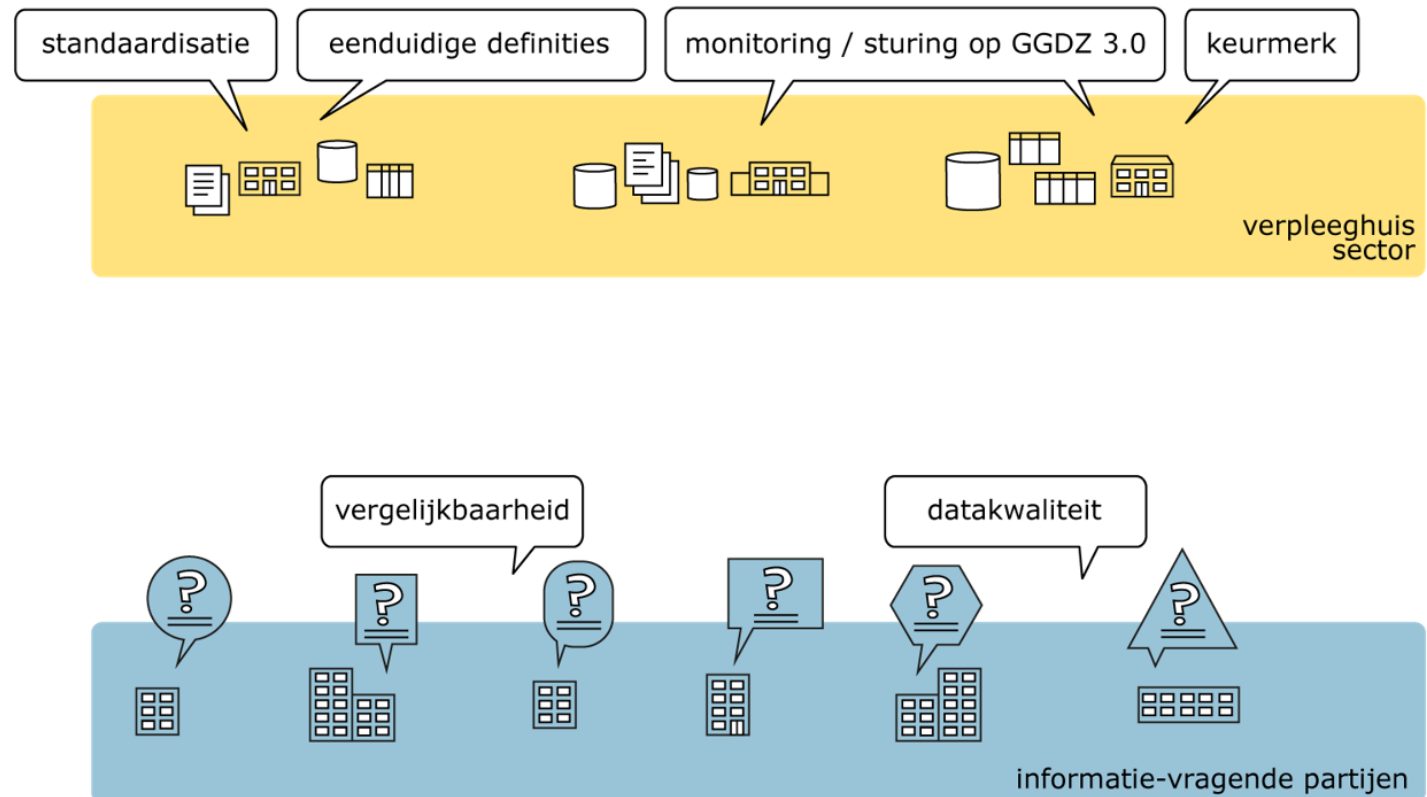 standaardisatie
eenduidige definities
monitoring / sturing op GGDZ 3.0
keurmerk
verpleeghuis
sector
vergelijkbaarheid
datakwaliteit
?
?
?
?
?
?
informatie-vragende partijen